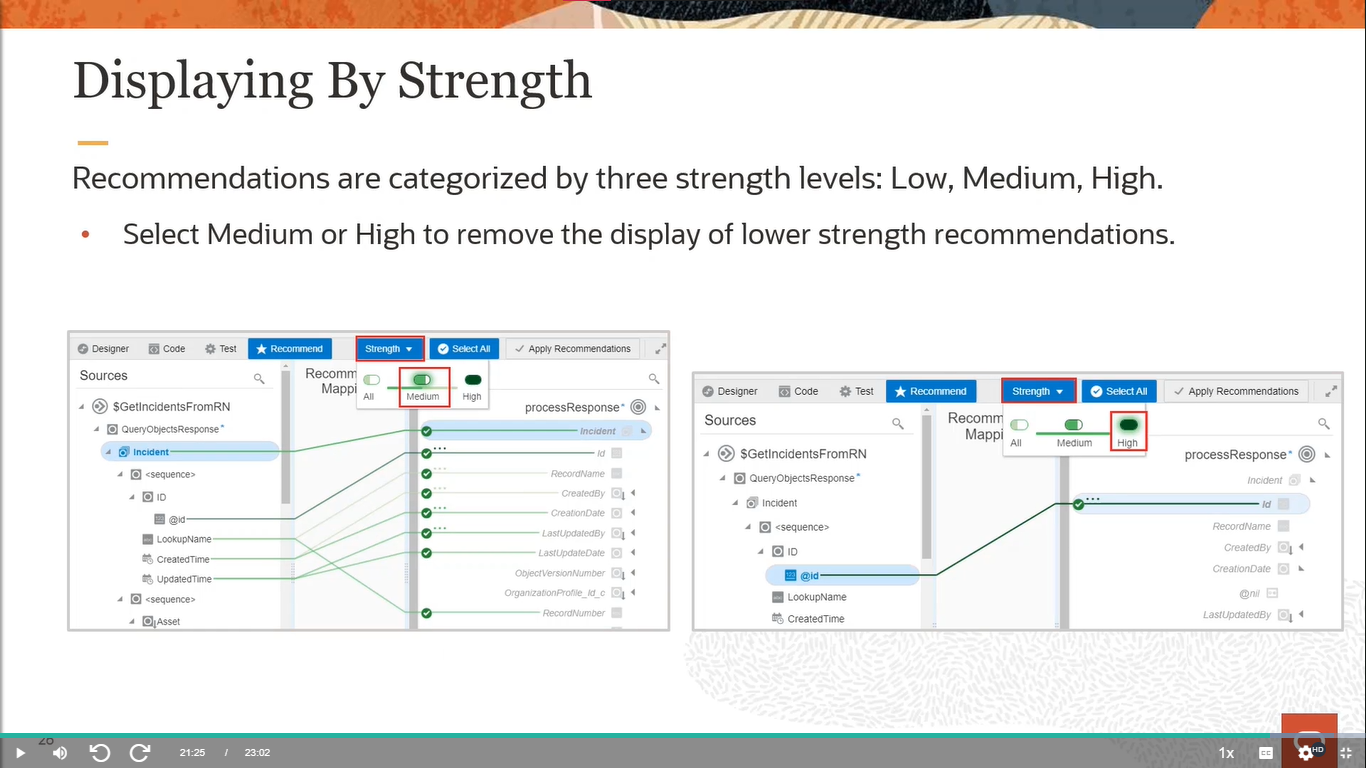 Displaying By Strength
Recommendations are categorized by three strength levels: Low, Medium, High.
• Select Medium or High to remove the display of lower strength recommendations.
Designer Code Test Recommend Strength Select All Apply Recommendations
Sources
Recomm
Mappi
All Medium High
$GetIncidentsFromRN
processResponse*
QueryObjectsResponse*
Incident
Incident
<sequence>
Id
ID
RecordName
@id
CreatedBy
LookupName
CreationDate
CreatedTime
LastUpdatedBy
UpdatedTime
LastUpdateDate
<sequence>
ObjectVersionNumber
Asset
OrganizationProfile_Id_c
RecordNumber
Designer Code Test Recommend Strength Select All Apply Recommendations
Sources
Recomm
Mappi
All Medium High
$GetIncidentsFromRN
processResponse*
QueryObjectsResponse*
Incident
Incident
Id
<sequence>
RecordName
ID
CreatedBy
@id
CreationDate
LookupName
@nil
CreatedTime
LastUpdatedBy
26
21:25 / 23:02
1x CC HD